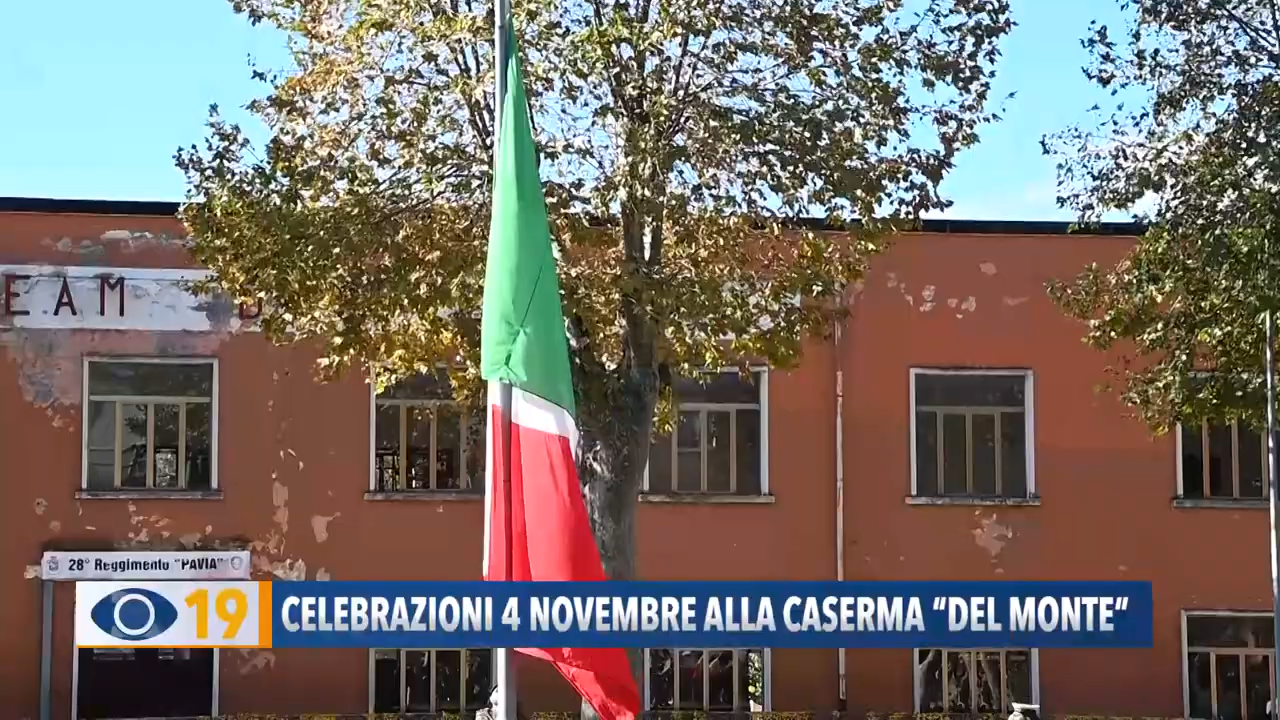 EAM
28° Reggimento "PAVIA"
19 CELEBRAZIONI 4 NOVEMBRE ALLA CASERMA “DEL MONTE”